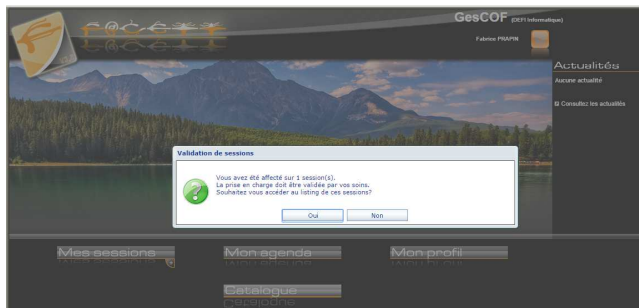 FOCEFF
GesCOF (DEFI Informatique)
Fabrice PRAPIN
Actualités
Aucune actualité
Consultez les actualités
Validation de sessions
Vous avez été affecté sur 1 session(s).
La prise en charge doit être validée par vos soins.
Souhaitez vous accéder au listing de ces sessions?
Oui
Non
Mes sessions
Mon agenda
Mon profil
Catalogue